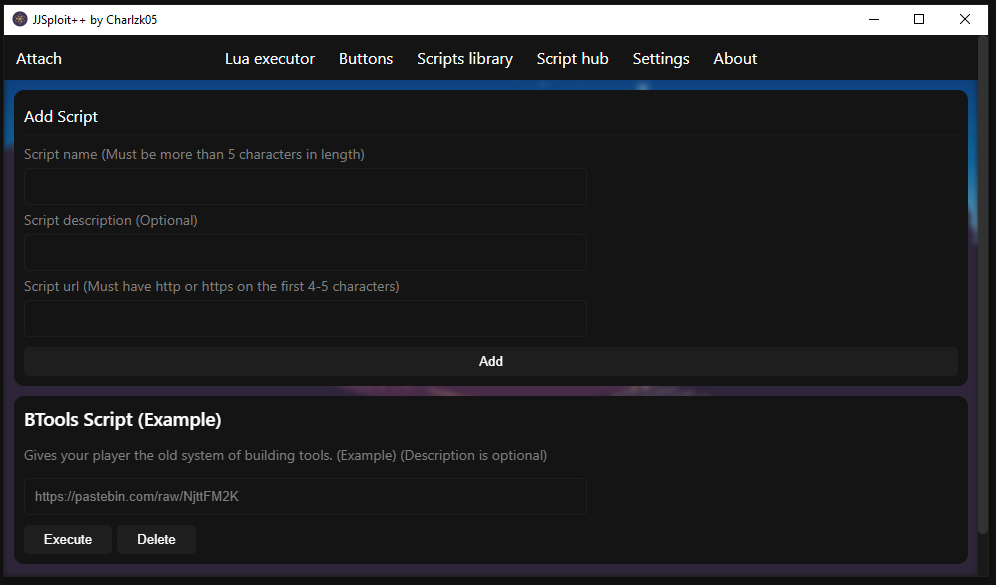 JJSploit++ by Charlzk05
Attach Lua executor Buttons Scripts library Script hub Settings About
Add Script
Script name (Must be more than 5 characters in length)
Script description (Optional)
Script url (Must have http or https on the first 4-5 characters)
Add
BTools Script (Example)
Gives your player the old system of building tools. (Example) (Description is optional)
https://pastebin.com/raw/NjttFM2K
Execute Delete